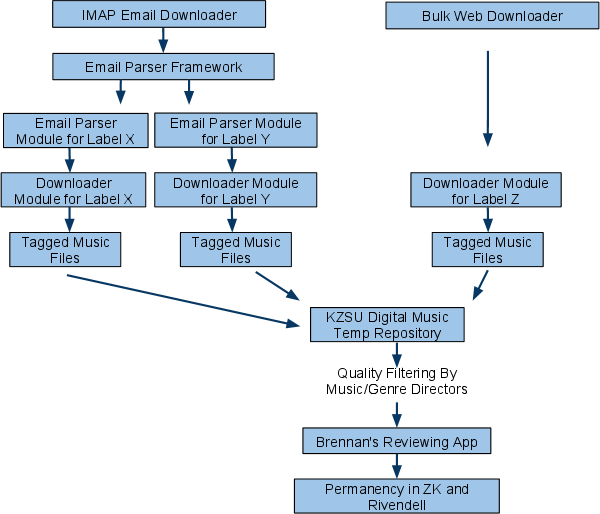 IMAP Email Downloader
Bulk Web Downloader
Email Parser Framework
Email Parser
Module for Label X
Email Parser Module
for Label Y
Downloader
Module for Label X
Downloader Module
for Label Y
Downloader Module
for Label Z
Tagged Music
Files
Tagged Music
Files
Tagged Music
Files
KZSU Digital Music
Temp Repository
Quality Filtering By
Music/Genre Directors
Brennan's Reviewing App
Permanency in ZK and
Rivendell